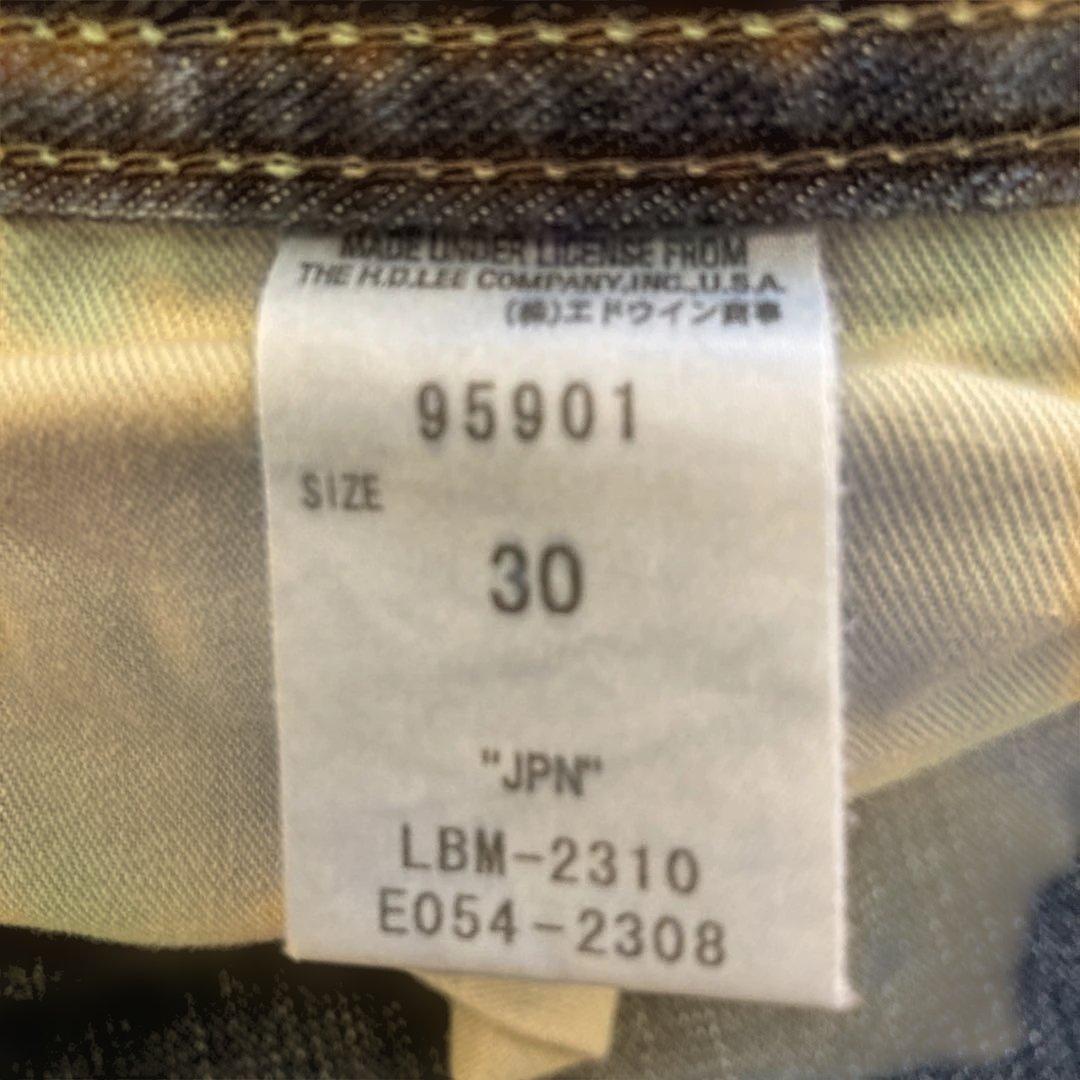 MADE UNDER LICENSE FROM
THE H.D.LEE COMPANY,INC.,U.S.A.
(株)エドウイン商事
95901
SIZE
30
"JPN"
LBM-2310
E054-2308